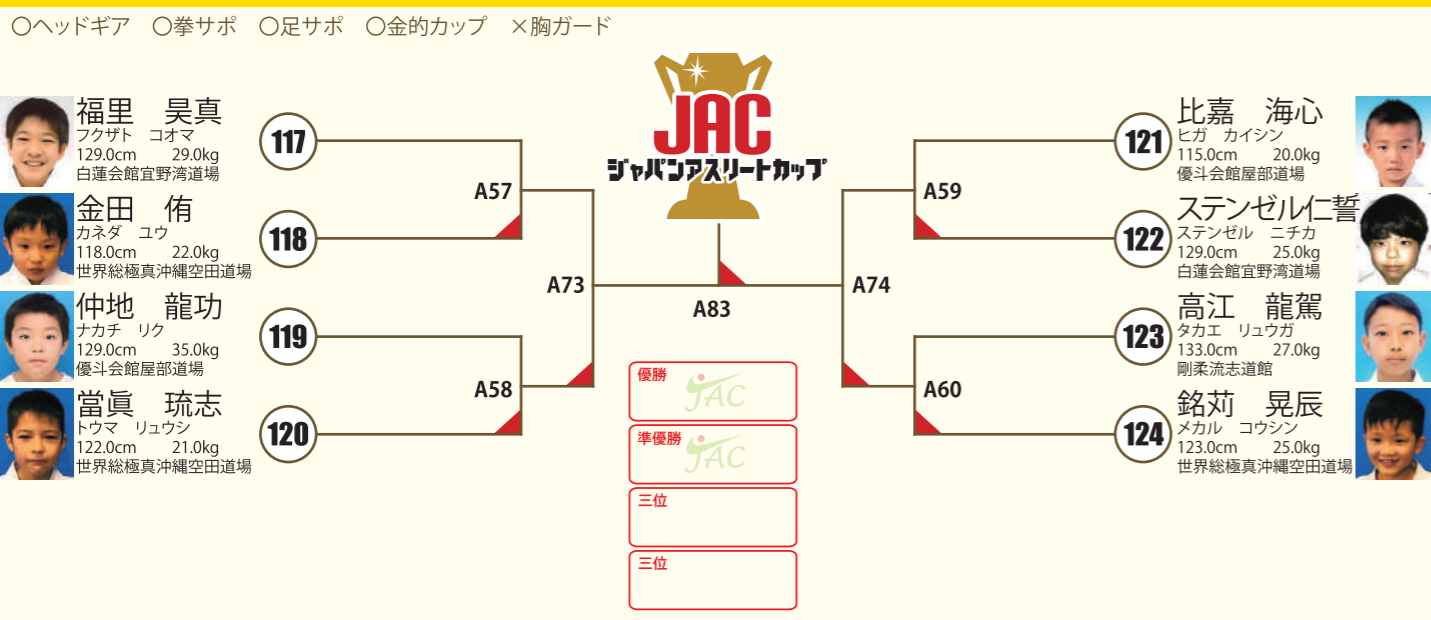 〇ヘッドギア　〇拳サポ　〇足サポ　〇金的カップ　×胸ガード
JAC
ジャパンアスリートカップ
福里　昊真
フクザト　コオマ
129.0cm　29.0kg
白蓮会館宜野湾道場
117
金田　侑
カネダ　ユウ
118.0cm　22.0kg
世界総極真沖縄空田道場
118
仲地　龍功
ナカチ　リク
129.0cm　35.0kg
優斗会館屋部道場
119
當眞　琉志
トウマ　リュウシ
122.0cm　21.0kg
世界総極真沖縄空田道場
120
A57
A58
A73
A83
A74
A59
A60
121
比嘉　海心
ヒガ　カイシン
115.0cm　20.0kg
優斗会館屋部道場
122
ステンゼル仁誓
ステンゼル　ニチカ
129.0cm　25.0kg
白蓮会館宜野湾道場
123
高江　龍駕
タカエ　リュウガ
133.0cm　27.0kg
剛柔流志道館
124
銘苅　晃辰
メカル　コウシン
123.0cm　25.0kg
世界総極真沖縄空田道場
優勝
JAC
準優勝
JAC
三位
三位